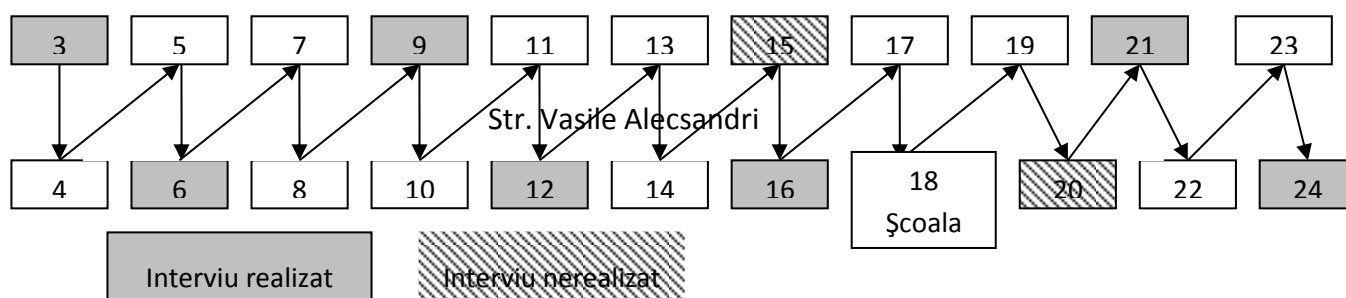 3 5 7 9 11 13 15 17 19 21 23
Str. Vasile Alecsandri
4 6 8 10 12 14 16 18 20 22 24
Şcoala
Interviu realizat Interviu nerealizat